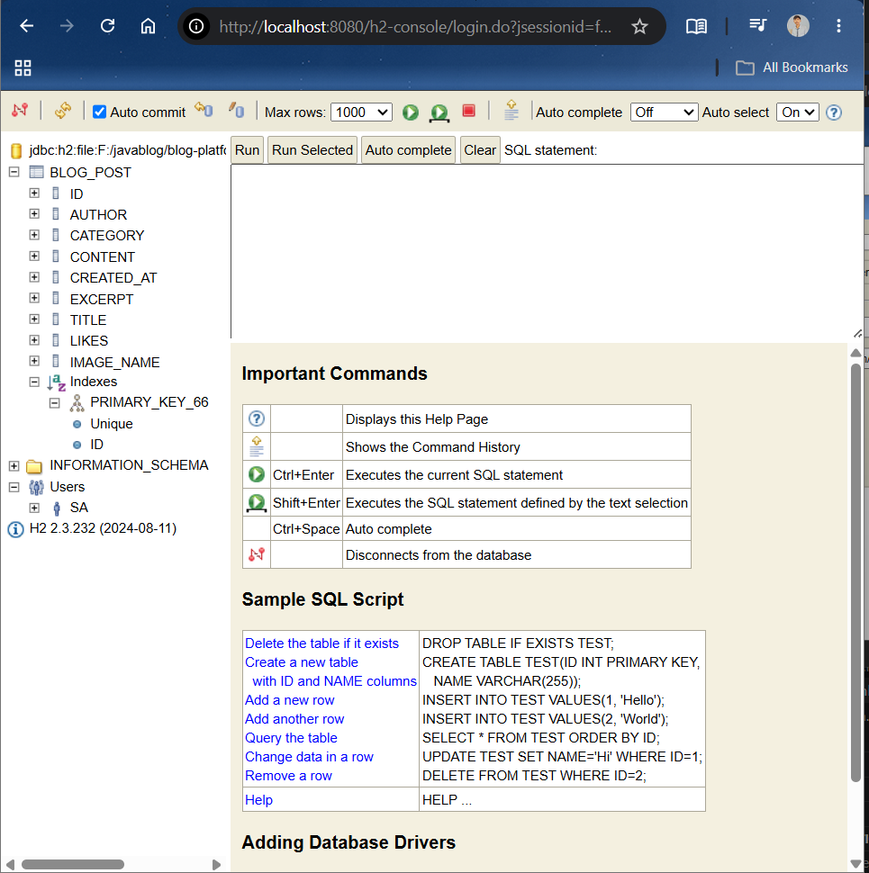 http://localhost:8080/h2-console/login.do?jsessionid=f...
All Bookmarks
Auto commit
Max rows: 1000
Auto complete Off
Auto select On
jdbc:h2:file:F:/javablog/blog-platfo
Run
Run Selected
Auto complete
Clear
SQL statement:
BLOG_POST
ID
AUTHOR
CATEGORY
CONTENT
CREATED_AT
EXCERPT
TITLE
LIKES
IMAGE_NAME
Indexes
PRIMARY_KEY_66
Unique
ID
INFORMATION_SCHEMA
Users
SA
H2 2.3.232 (2024-08-11)
Important Commands
Displays this Help Page
Shows the Command History
Ctrl+Enter Executes the current SQL statement
Shift+Enter Executes the SQL statement defined by the text selection
Ctrl+Space Auto complete
Disconnects from the database
Sample SQL Script
Delete the table if it exists DROP TABLE IF EXISTS TEST;
Create a new table CREATE TABLE TEST(ID INT PRIMARY KEY,
with ID and NAME columns NAME VARCHAR(255));
Add a new row INSERT INTO TEST VALUES(1, 'Hello');
Add another row INSERT INTO TEST VALUES(2, 'World');
Query the table SELECT * FROM TEST ORDER BY ID;
Change data in a row UPDATE TEST SET NAME='Hi' WHERE ID=1;
Remove a row DELETE FROM TEST WHERE ID=2;
Help HELP ...
Adding Database Drivers